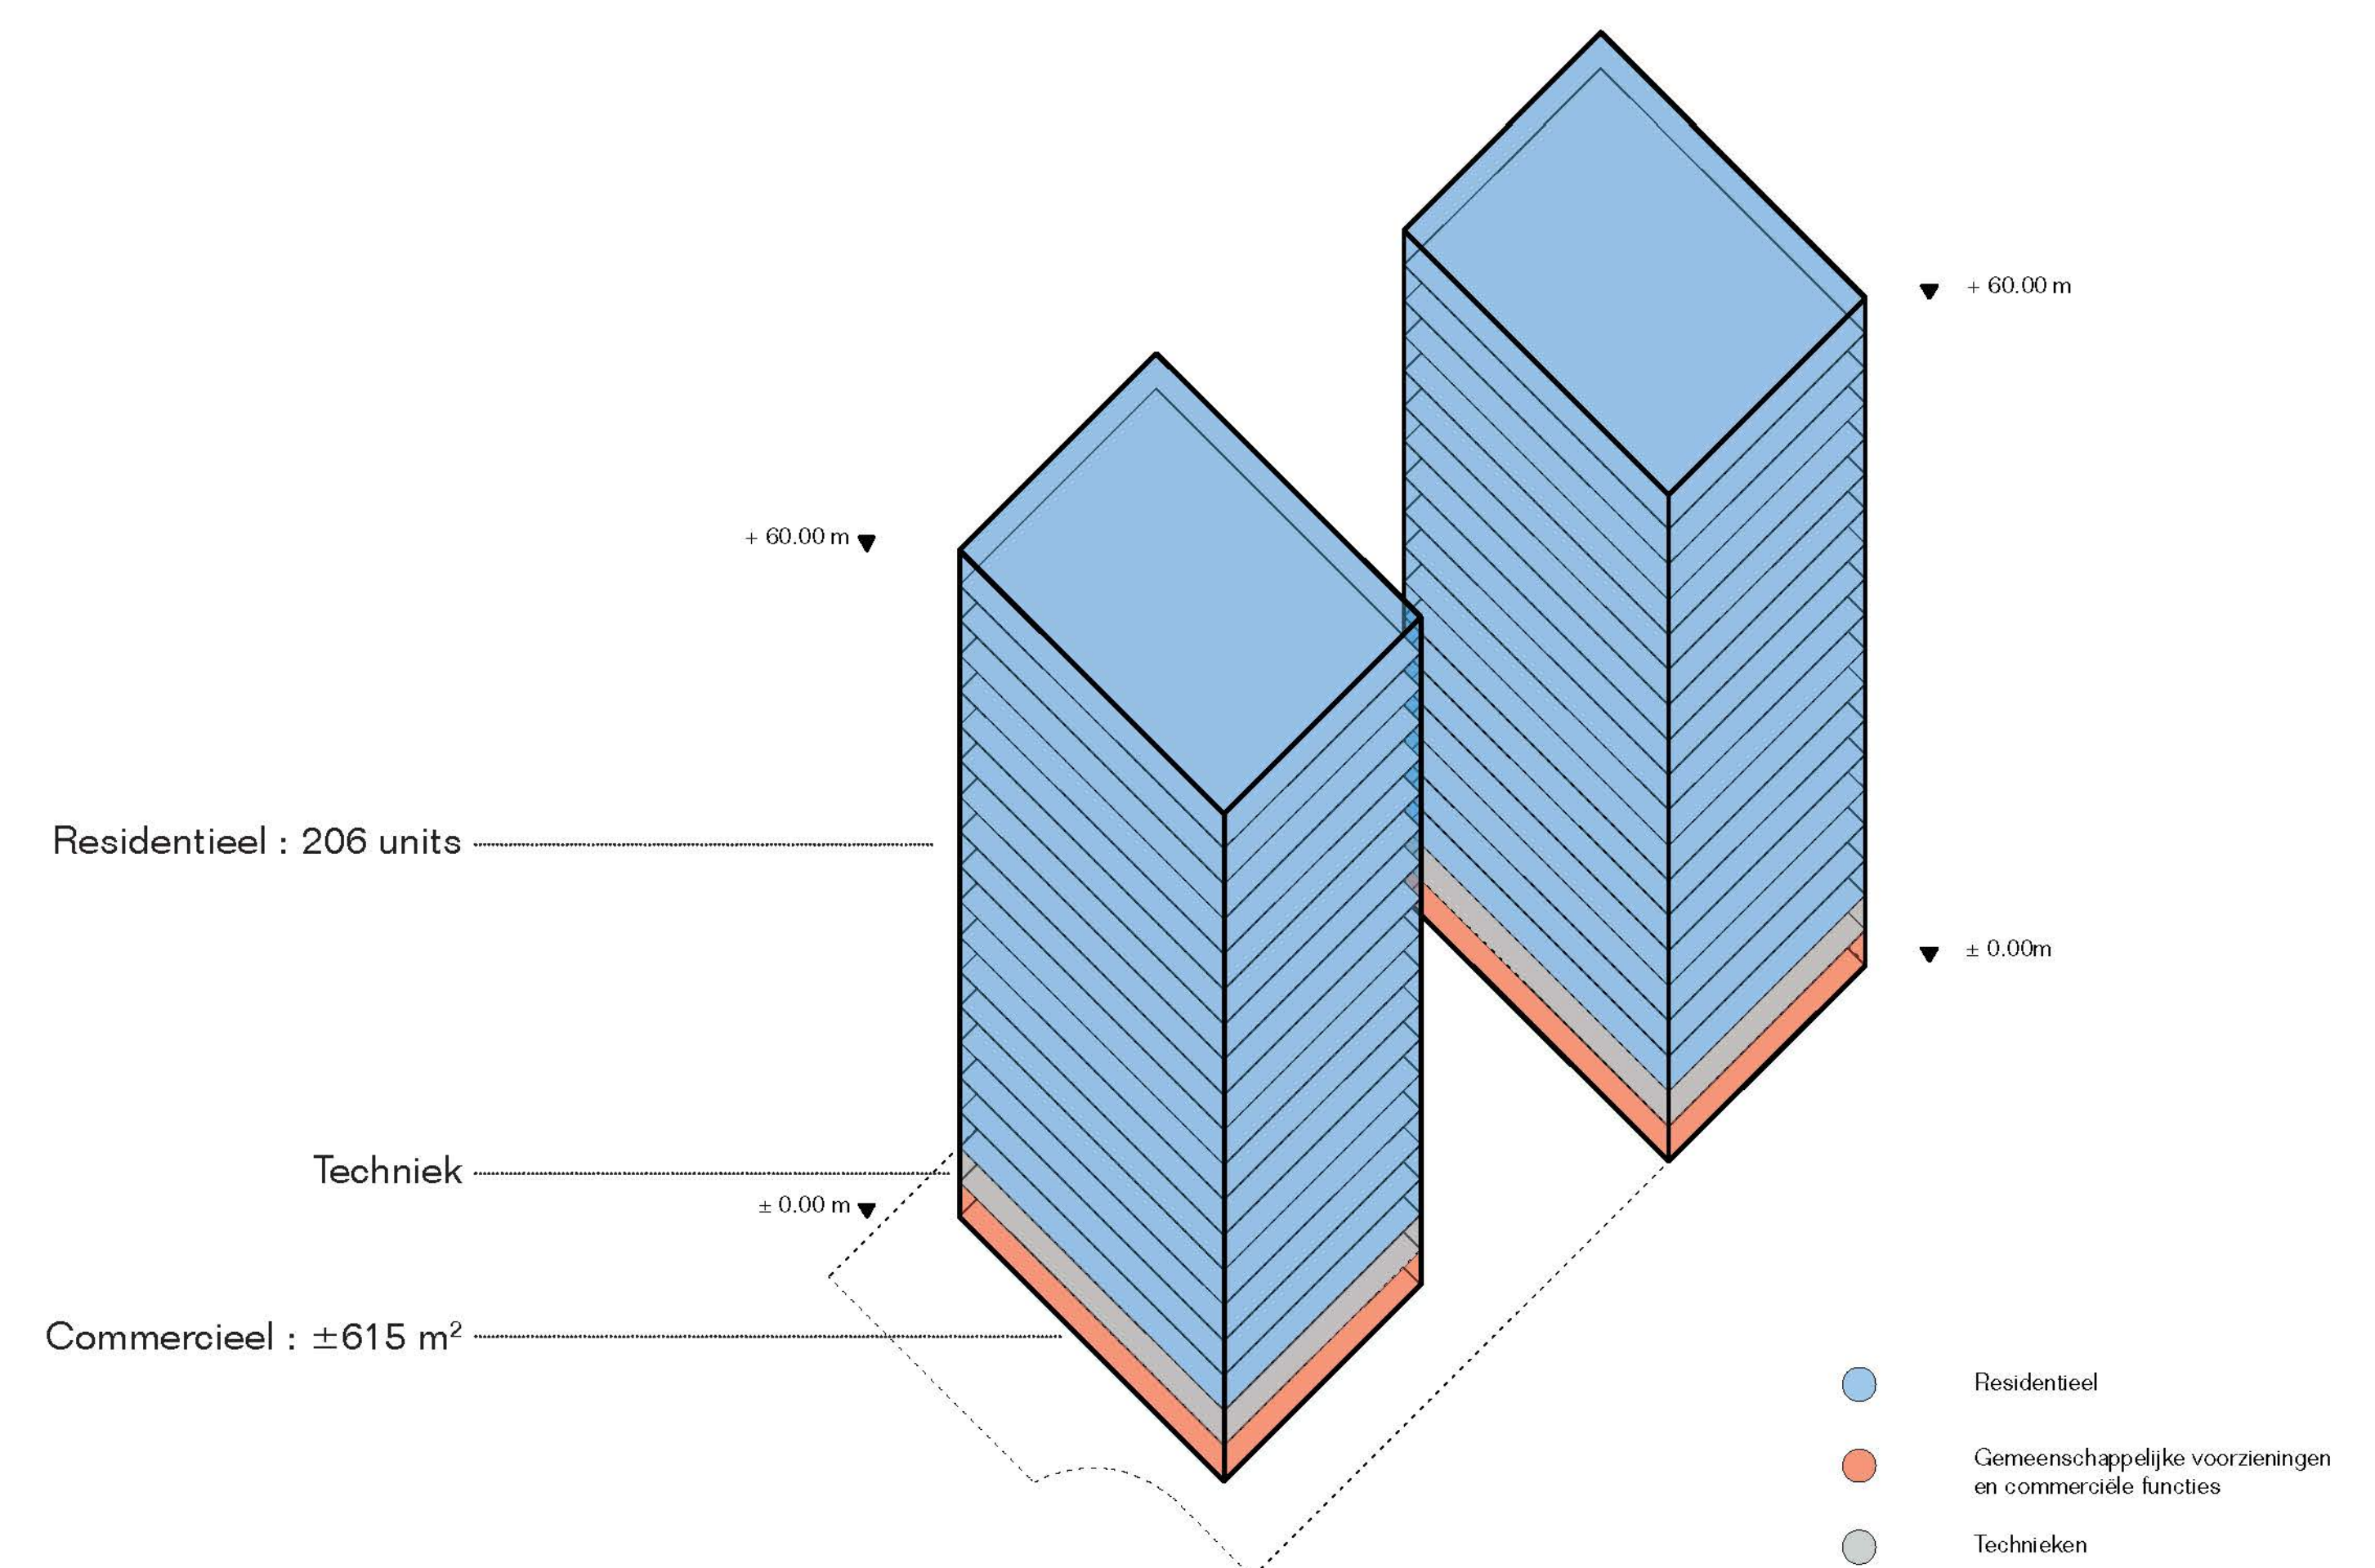 + 60.00 m
+ 60.00 m
Residentieel : 206 units
± 0.00m
Techniek
± 0.00 m
Commercieel : ±615 m²
Residentieel
Gemeenschappelijke voorzieningen
en commerciële functies
Technieken